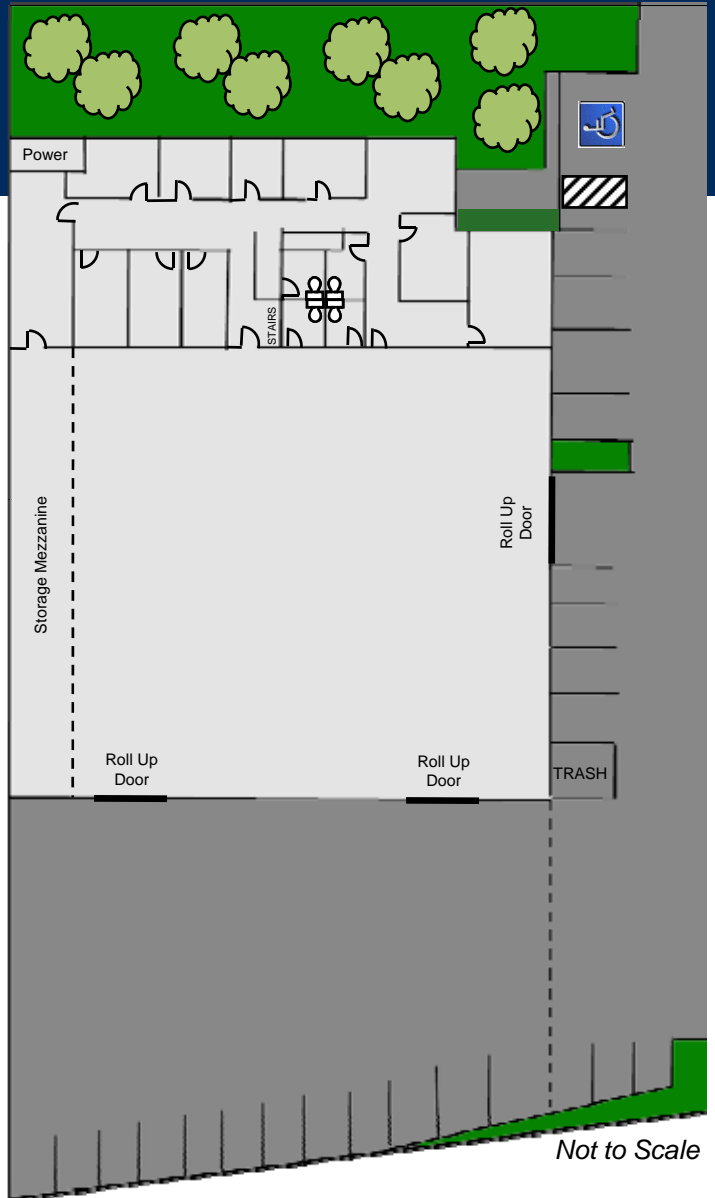 Power
STAIRS
Storage Mezzanine
Roll Up
Door
Roll Up
Door
Roll Up
Door
TRASH
Not to Scale